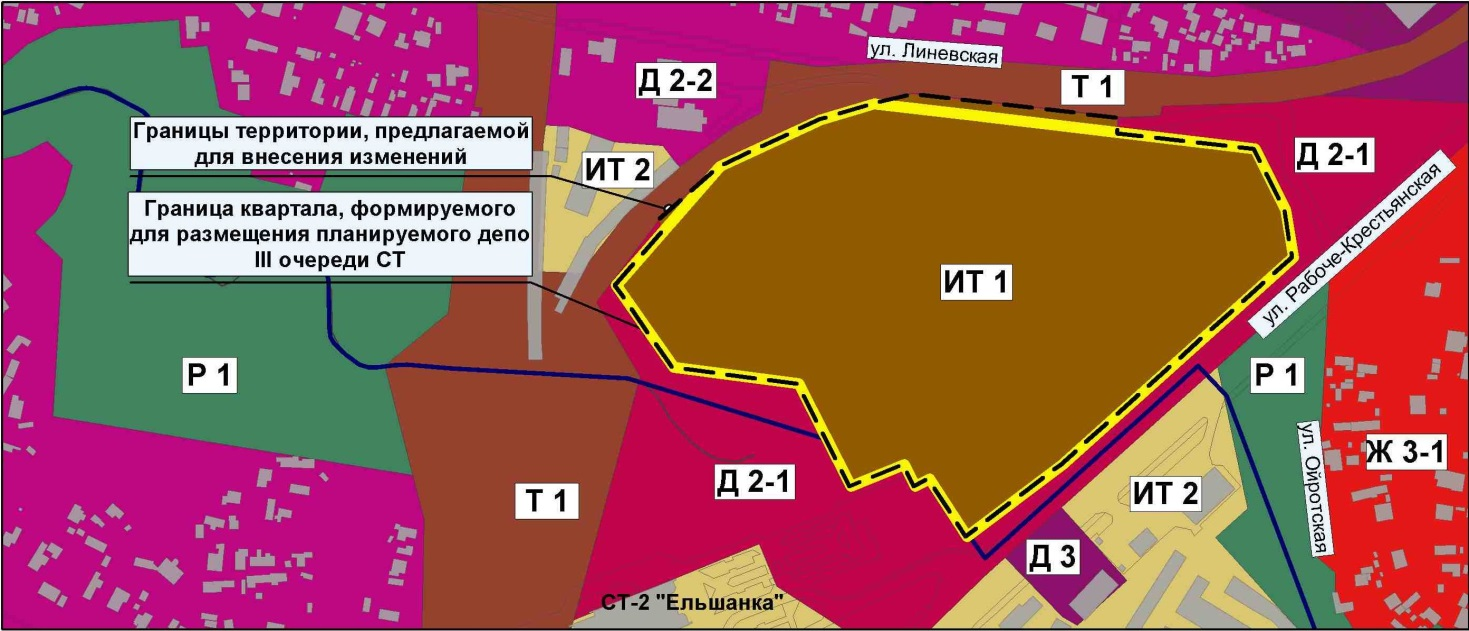 ул. Линевская
Д 2-2
Т 1
Границы территории, предлагаемой
для внесения изменений
ИТ 2
Д 2-1
Граница квартала, формируемого
для размещения планируемого депо
III очереди СТ
ИТ 1
ул. Рабоче-Крестьянская
Р 1
Р 1
ул. Ойротская
Ж 3-1
Д 2-1
Т 1
ИТ 2
Д 3
СТ-2 "Ельшанка"